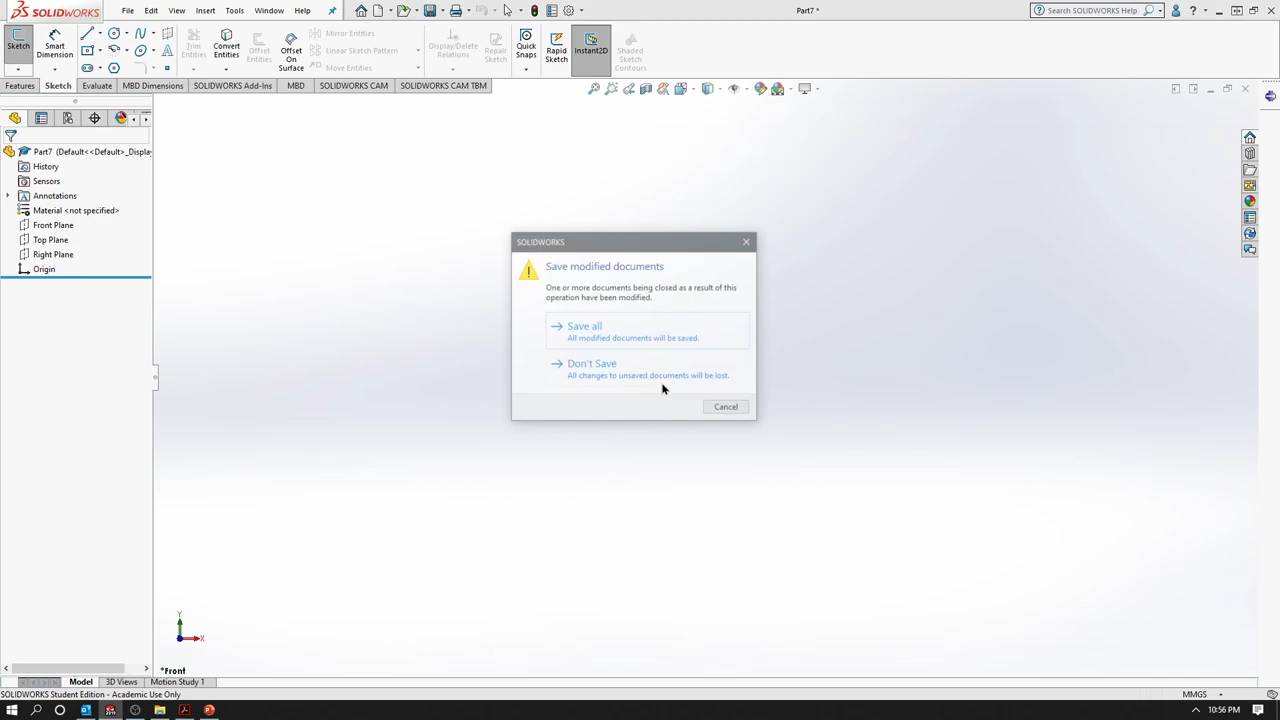 SOLIDWORKS
File Edit View Insert Tools Window Help
Part7 *
Search SOLIDWORKS Help
Sketch
Smart Dimension
Trim Entities
Convert Entities
Offset Entities
Offset On Surface
Mirror Entities
Linear Sketch Pattern
Move Entities
Display/Delete Relations
Repair Sketch
Quick Snaps
Rapid Sketch
Instant2D
Shaded Sketch Contours
Features Sketch Evaluate MBD Dimensions SOLIDWORKS Add-Ins MBD SOLIDWORKS CAM SOLIDWORKS CAM TBM
Part7 (Default<<Default>_Display
History
Sensors
Annotations
Material <not specified>
Front Plane
Top Plane
Right Plane
Origin
SOLIDWORKS
Save modified documents
One or more documents being closed as a result of this
operation have been modified.
Save all
All modified documents will be saved.
Don't Save
All changes to unsaved documents will be lost.
Cancel
Y
X
*Front
Model 3D Views Motion Study 1
SOLIDWORKS Student Edition - Academic Use Only
MMGS
10:56 PM